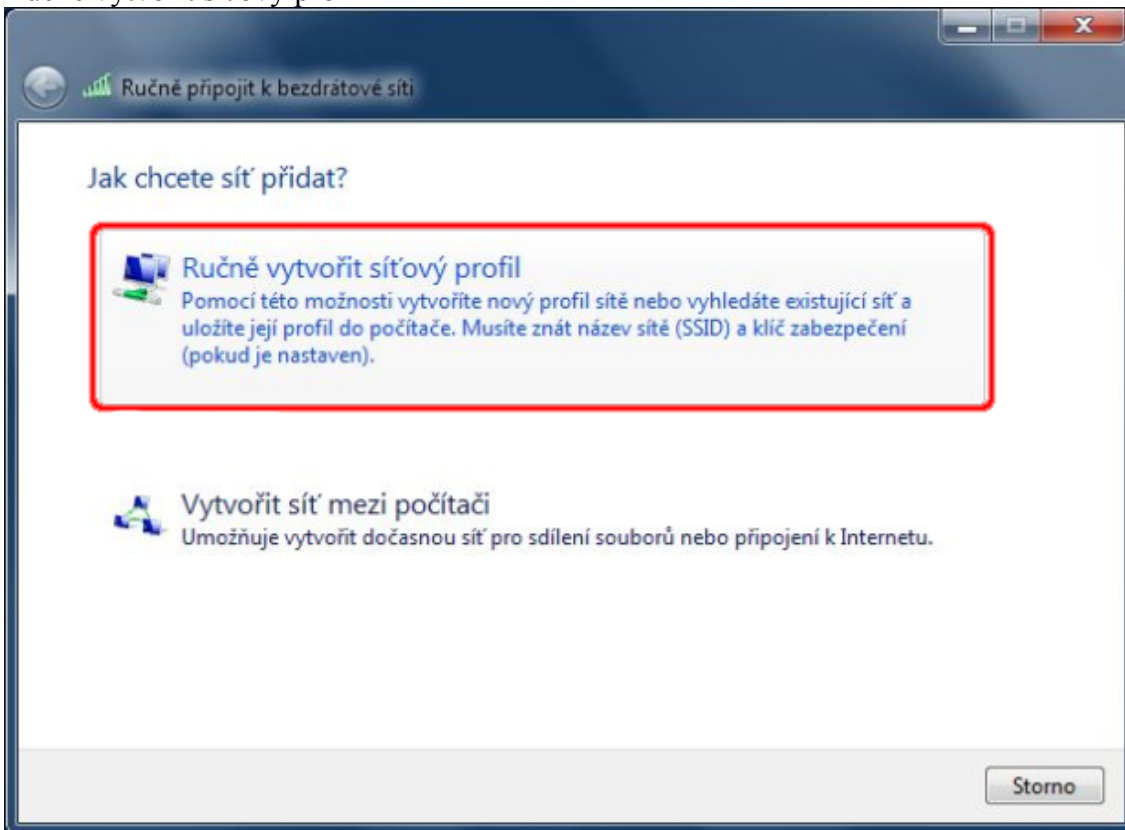 Ručně připojit k bezdrátové síti
Jak chcete síť přidat?
Ručně vytvořit síťový profil
Pomocí této možnosti vytvoříte nový profil sítě nebo vyhledáte existující síť a
uložíte její profil do počítače. Musíte znát název sítě (SSID) a klíč zabezpečení
(pokud je nastaven).
Vytvořit síť mezi počítači
Umožňuje vytvořit dočasnou síť pro sdílení souborů nebo připojení k Internetu.
Storno